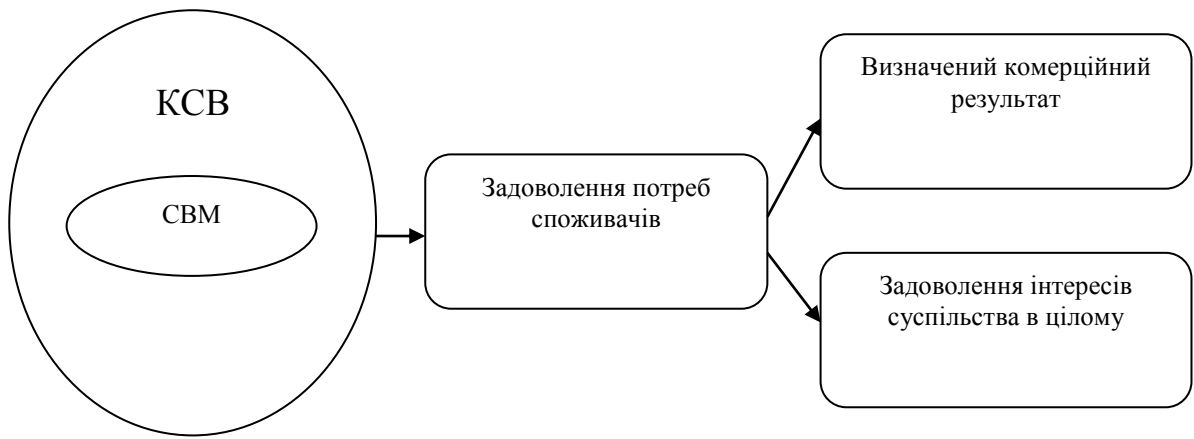 КСВ
СВМ
Задоволення потреб
споживачів
Визначений комерційний
результат
Задоволення інтересів
суспільства в цілому